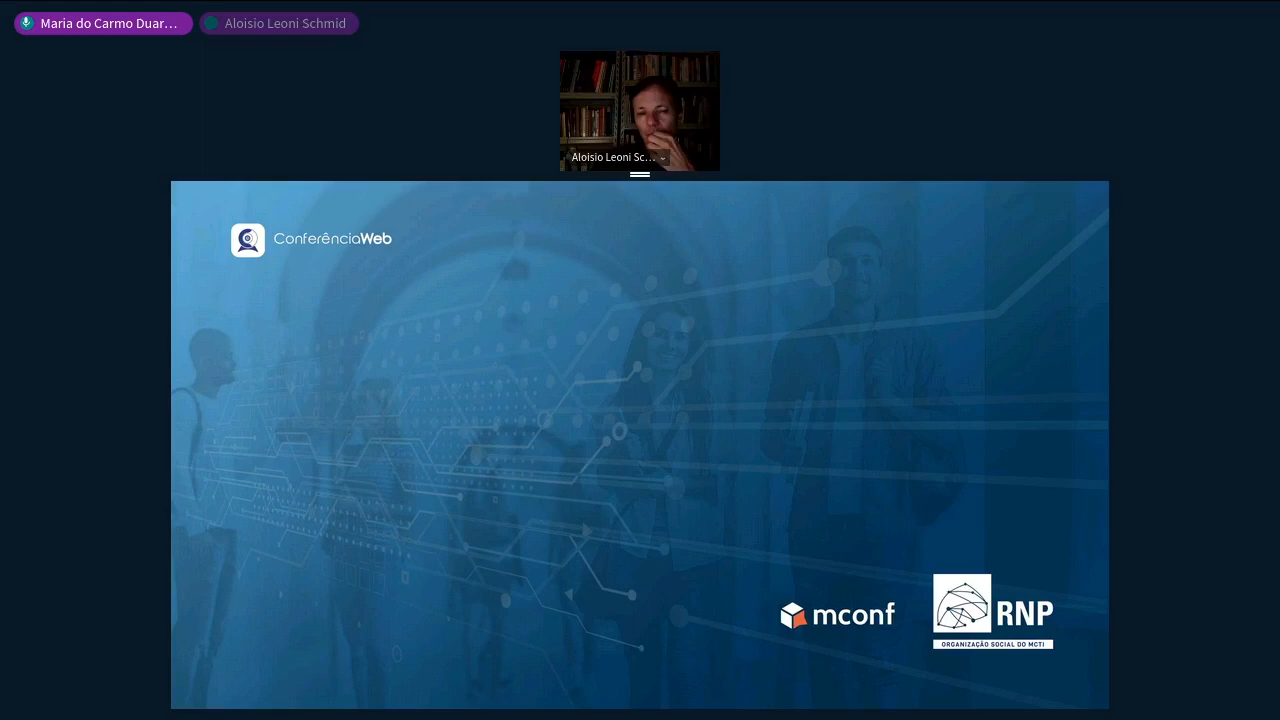 Maria do Carmo Duar…
Aloisio Leoni Schmid
Aloisio Leoni Sc…
ConferênciaWeb
mconf
RNP
ORGANIZAÇÃO SOCIAL DO MCTI